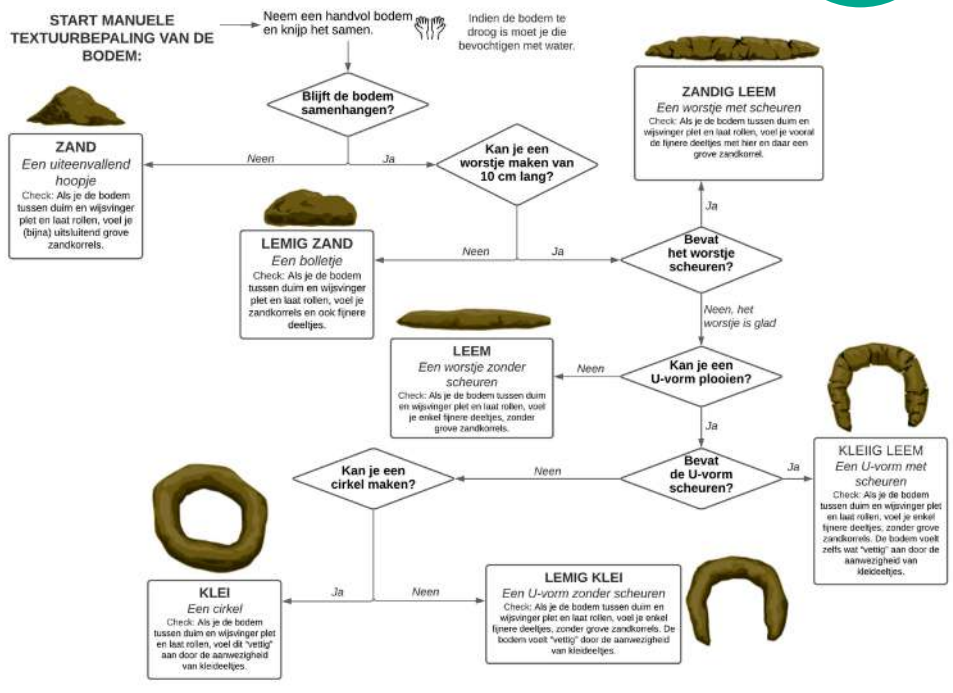 START MANUELE
TEXTUURBEPALING VAN DE
BODEM:
Neem een handvol bodem
en knijp het samen.
Indien de bodem te
droog is moet je die
bevochtigen met water.
Blijft de bodem
samenhangen?
Neen
Ja
ZAND
Een uiteenvallend
hoopje
Check: Als je de bodem
tussen duim en wijsvinger
plet en laat rollen, voel je
(bijna) uitsluitend grove
zandkorrels.
Kan je een
worstje maken van
10 cm lang?
Neen
Ja
LEMIG ZAND
Een bolletje
Check: Als je de bodem
tussen duim en wijsvinger
plet en laat rollen, voel je
zandkorrels en ook fijnere
deeltjes.
Bevat
het worstje
scheuren?
Ja
ZANDIG LEEM
Een worstje met scheuren
Check: Als je de bodem tussen duim en
wijsvinger plet en laat rollen, voel je vooral
de fijnere deeltjes met hier en daar een
grove zandkorrel.
Neen, het
worstje is glad
Kan je een
U-vorm plooien?
Neen
LEEM
Een worstje zonder
scheuren
Check: Als je de bodem tussen duim
en wijsvinger plet en laat rollen, voel
je enkel fijnere deeltjes, zonder
grove zandkorrels.
Ja
Bevat
de U-vorm
scheuren?
Ja
KLEIIG LEEM
Een U-vorm met
scheuren
Check: Als je de bodem
tussen duim en wijsvinger plet
en laat rollen, voel je enkel
fijnere deeltjes, zonder grove
zandkorrels. De bodem voelt
zelfs wat "vettig" aan door de
aanwezigheid van
kleideeltjes.
Neen
Kan je een
cirkel maken?
Ja
Neen
KLEI
Een cirkel
Check: Als je de bodem
tussen duim en wijsvinger plet
en laat rollen, voel dit "vettig"
aan door de aanwezigheid
van kleideeltjes.
LEMIG KLEI
Een U-vorm zonder scheuren
Check: Als je de bodem tussen duim en
wijsvinger plet en laat rollen, voel je enkel
fijnere deeltjes, zonder grove zandkorrels. De
bodem voelt "vettig" door de aanwezigheid
van kleideeltjes.